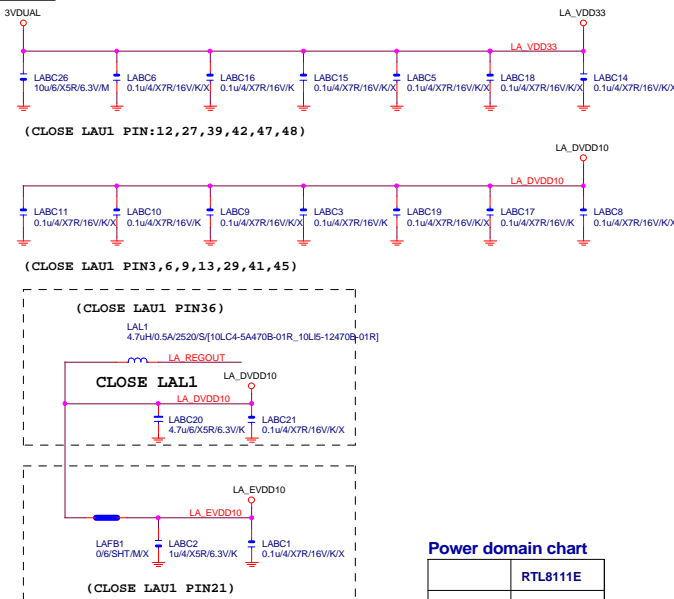 3VDUAL
LA_VDD33
LA_VDD33
LABC26
10u/6/X5R/6.3V/M
LABC6
0.1u/4/X7R/16V/K/X
LABC16
0.1u/4/X7R/16V/K
LABC15
0.1u/4/X7R/16V/K/X
LABC5
0.1u/4/X7R/16V/K/X
LABC18
0.1u/4/X7R/16V/K/X
LABC14
0.1u/4/X7R/16V/K/X
(CLOSE LAU1 PIN:12,27,39,42,47,48)
LA_DVDD10
LA_DVDD10
LABC11
0.1u/4/X7R/16V/K/X
LABC10
0.1u/4/X7R/16V/K
LABC9
0.1u/4/X7R/16V/K/X
LABC3
0.1u/4/X7R/16V/K
LABC19
0.1u/4/X7R/16V/K/X
LABC17
0.1u/4/X7R/16V/K
LABC8
0.1u/4/X7R/16V/K/X
(CLOSE LAU1 PIN3,6,9,13,29,41,45)
(CLOSE LAU1 PIN36)
LAL1
4.7uH/0.5A/2520/S/[10LC4-5A470B-01R_10LI5-12470B-01R]
LA_REGOUT
CLOSE LAL1
LA_DVDD10
LA_DVDD10
LABC20
4.7u/6/X5R/6.3V/K
LABC21
0.1u/4/X7R/16V/K/X
LA_EVDD10
LA_EVDD10
LAFB1
0/6/SHT/M/X
LABC2
1u/4/X5R/6.3V/K
LABC1
0.1u/4/X7R/16V/K/X
(CLOSE LAU1 PIN21)
Power domain chart
RTL8111E